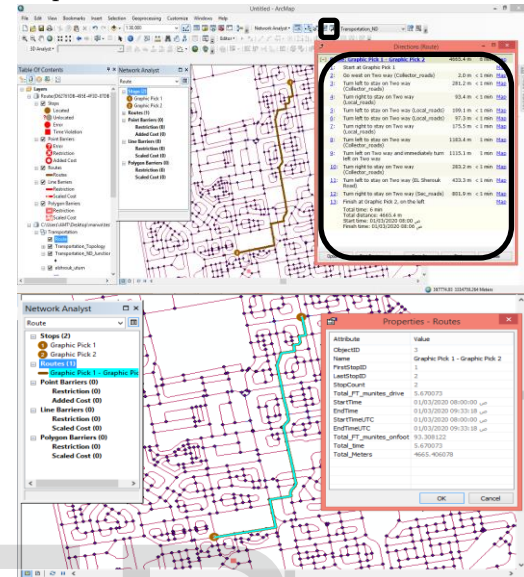 Untitled - ArcMap
File Edit View Bookmarks Insert Selection Geoprocessing Customize Windows Help
Network Analyst
Transportation_ND
3D Analyst
Editor
Table Of Contents
Layers
Stops
Located
Unlocated
Error
Time Violation
Point Barriers
Error
Restriction
Added Cost
Routes
Routes
Line Barriers
Restriction
Scaled Cost
Polygon Barriers
Restriction
Scaled Cost
Transportation
Route
Transportation_Topology
Transportation_ND_Junction
Network Analyst
Route
Stops (2)
Graphic Pick 1
Graphic Pick 2
Routes (1)
Point Barriers (0)
Restriction (0)
Added Cost (0)
Line Barriers (0)
Restriction (0)
Scaled Cost (0)
Polygon Barriers (0)
Restriction (0)
Scaled Cost (0)
Directions (Route)
Graphic Pick 1 - Graphic Pick 2 4665.4 m
1: Start at Graphic Pick 1
2: Go west on Two way (Collector_roads) 2.0 m < 1 min Map
3: Turn left to stay on Two way (Collector_roads) 281.2 m < 1 min Map
4: Turn right to stay on Two way (Local_roads) 93.4 m < 1 min Map
5: Turn left to stay on Two way (Local_roads) 199.1 m < 1 min Map
6: Turn right to stay on Two way (Local_roads) 97.3 m < 1 min Map
7: Turn right to stay on Two way (Local_roads) 175.5 m < 1 min Map
8: Turn right to stay on Two way (Collector_roads) 1183.4 m Map
9: Turn left on Two way and immediately turn left on Two way 1115.1 m 1 min Map
10: Turn right to stay on Two way (Collector_roads) 283.2 m < 1 min Map
11: Turn left to stay on Two way (EL Sherouk Road) 433.3 m < 1 min Map
12: Turn right to stay on Two way (Sec_roads) 801.9 m < 1 min Map
13: Finish at Graphic Pick 2, on the left Map
Total time: 6 min
Total distance: 4665.4 m
Start time: 01/03/2020 08:00 ص
Finish time: 01/03/2020 08:06 ص
Network Analyst
Route
Stops (2)
Graphic Pick 1
Graphic Pick 2
Routes (1)
Graphic Pick 1 - Graphic Pic
Point Barriers (0)
Restriction (0)
Added Cost (0)
Line Barriers (0)
Restriction (0)
Scaled Cost (0)
Polygon Barriers (0)
Restriction (0)
Scaled Cost (0)
Properties - Routes
Attribute Value
ObjectID 3
Name Graphic Pick 1 - Graphic Pick 2
FirstStopID 1
LastStopID 2
StopCount 2
Total_FT_munites_drive 5.670073
StartTime 01/03/2020 08:00:00 ص
EndTime 01/03/2020 09:33:18 ص
StartTimeUTC 01/03/2020 08:00:00 ص
EndTimeUTC 01/03/2020 09:33:18 ص
Total_FT_munites_onfoot 93.308122
Total_time 5.670073
Total_Meters 4665.406078
OK Cancel